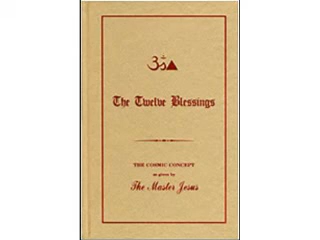 ॐ
The Twelve Blessings
THE COSMIC CONCEPT
as given by
The Master Jesus